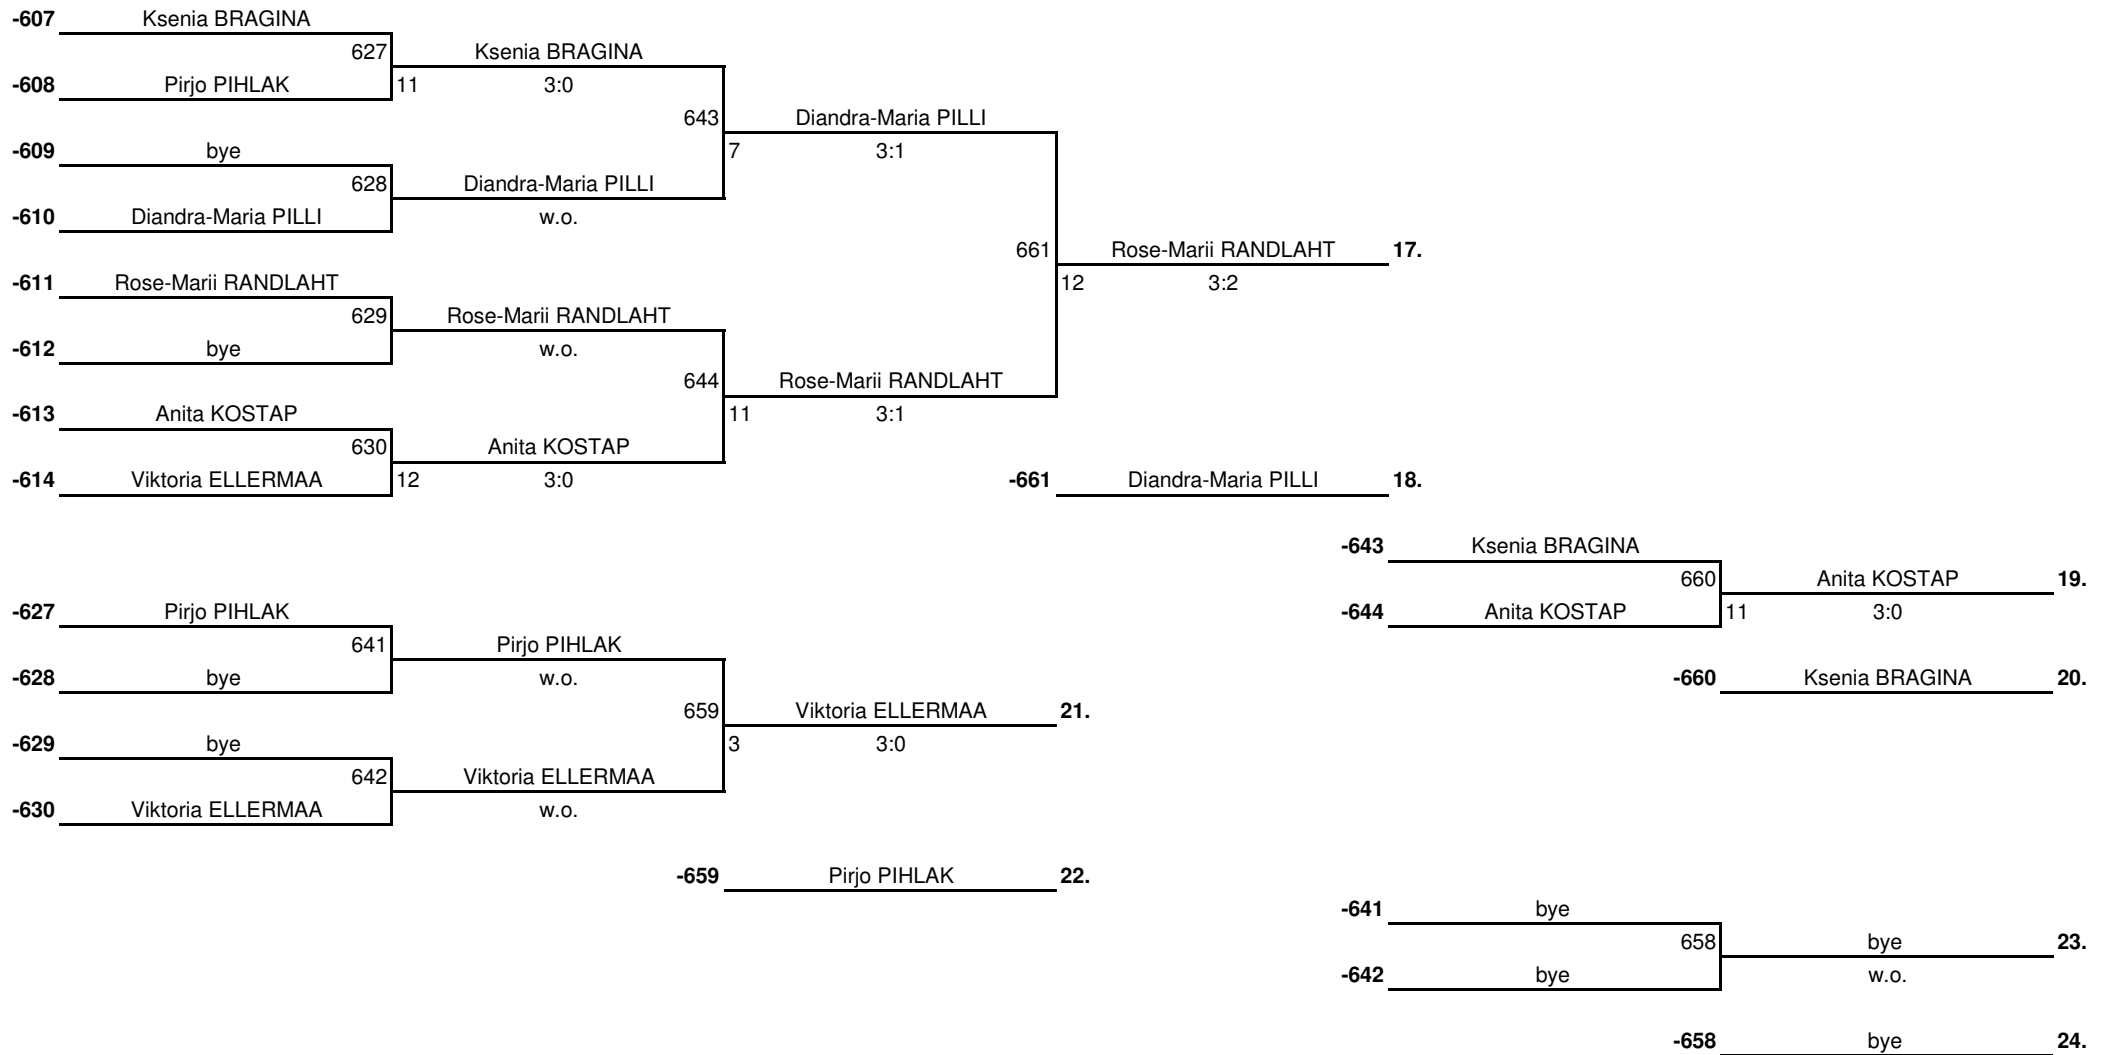 -607 Ksenia BRAGINA
627 Ksenia BRAGINA
-608 Pirjo PIHLAK 11 3:0
643 Diandra-Maria PILLI
-609 bye 7 3:1
628 Diandra-Maria PILLI
-610 Diandra-Maria PILLI w.o.
661 Rose-Marii RANDLAHT 17.
-611 Rose-Marii RANDLAHT 12 3:2
629 Rose-Marii RANDLAHT
-612 bye w.o.
644 Rose-Marii RANDLAHT
-613 Anita KOSTAP 11 3:1
630 Anita KOSTAP
-614 Viktoria ELLERMAA 12 3:0 -661 Diandra-Maria PILLI 18.
-643 Ksenia BRAGINA
660 Anita KOSTAP 19.
-627 Pirjo PIHLAK -644 Anita KOSTAP 11 3:0
641 Pirjo PIHLAK
-628 bye w.o. -660 Ksenia BRAGINA 20.
659 Viktoria ELLERMAA 21.
-629 bye 3 3:0
642 Viktoria ELLERMAA
-630 Viktoria ELLERMAA w.o.
-659 Pirjo PIHLAK 22.
-641 bye
658 bye 23.
-642 bye w.o.
-658 bye 24.